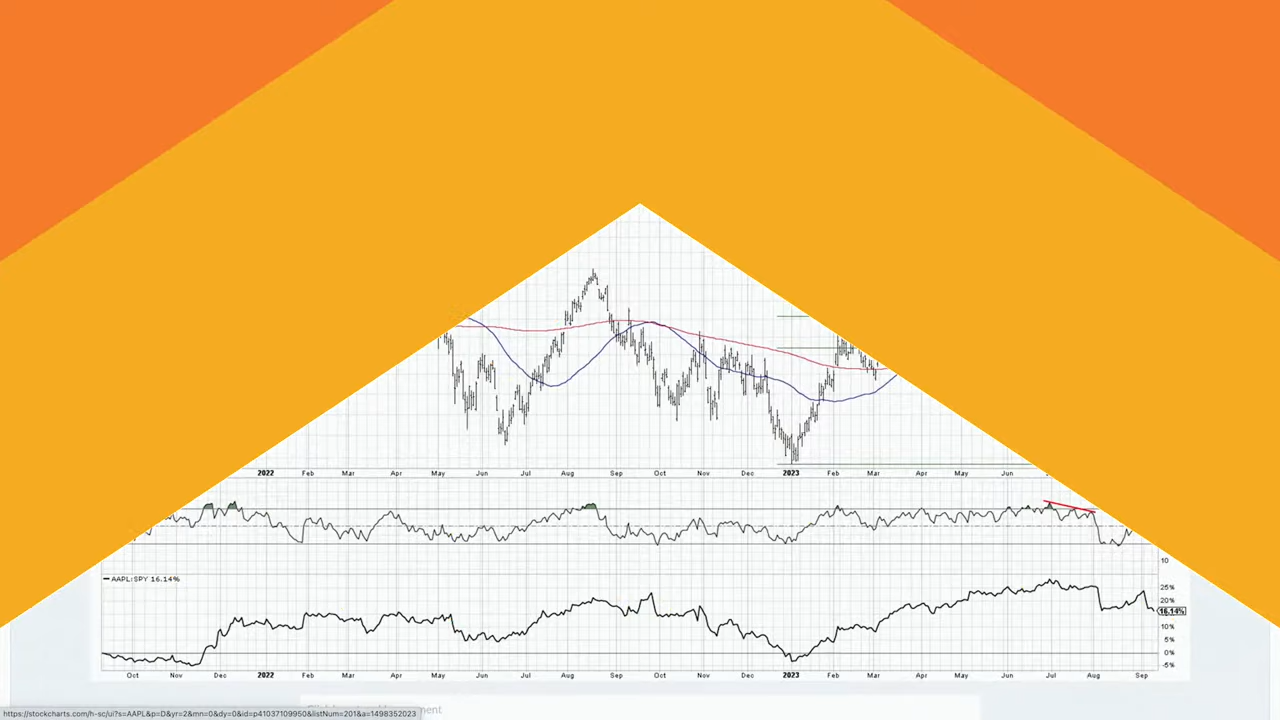 2022 Feb Mar Apr May Jun Jul Aug Sep Oct Nov Dec 2023 Feb Mar Apr May Jun
10
AAPL:SPY 16.14%
25%
20%
16.14%
10%
5%
0%
-5%
Oct Nov Dec 2022 Feb Mar Apr May Jun Jul Aug Sep Oct Nov Dec 2023 Feb Mar Apr May Jun Jul Aug Sep
https://stockcharts.com/h-sc/ui?s=AAPL&p=D&yr=2&mn=0&dy=0&id=p41037109950&listNum=201&a=1498352023